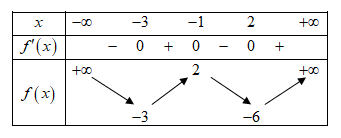 x −∞ −3 −1 2 +∞
f′(x) − 0 + 0 − 0 +
+∞ 2 +∞
f(x)
−3 −6